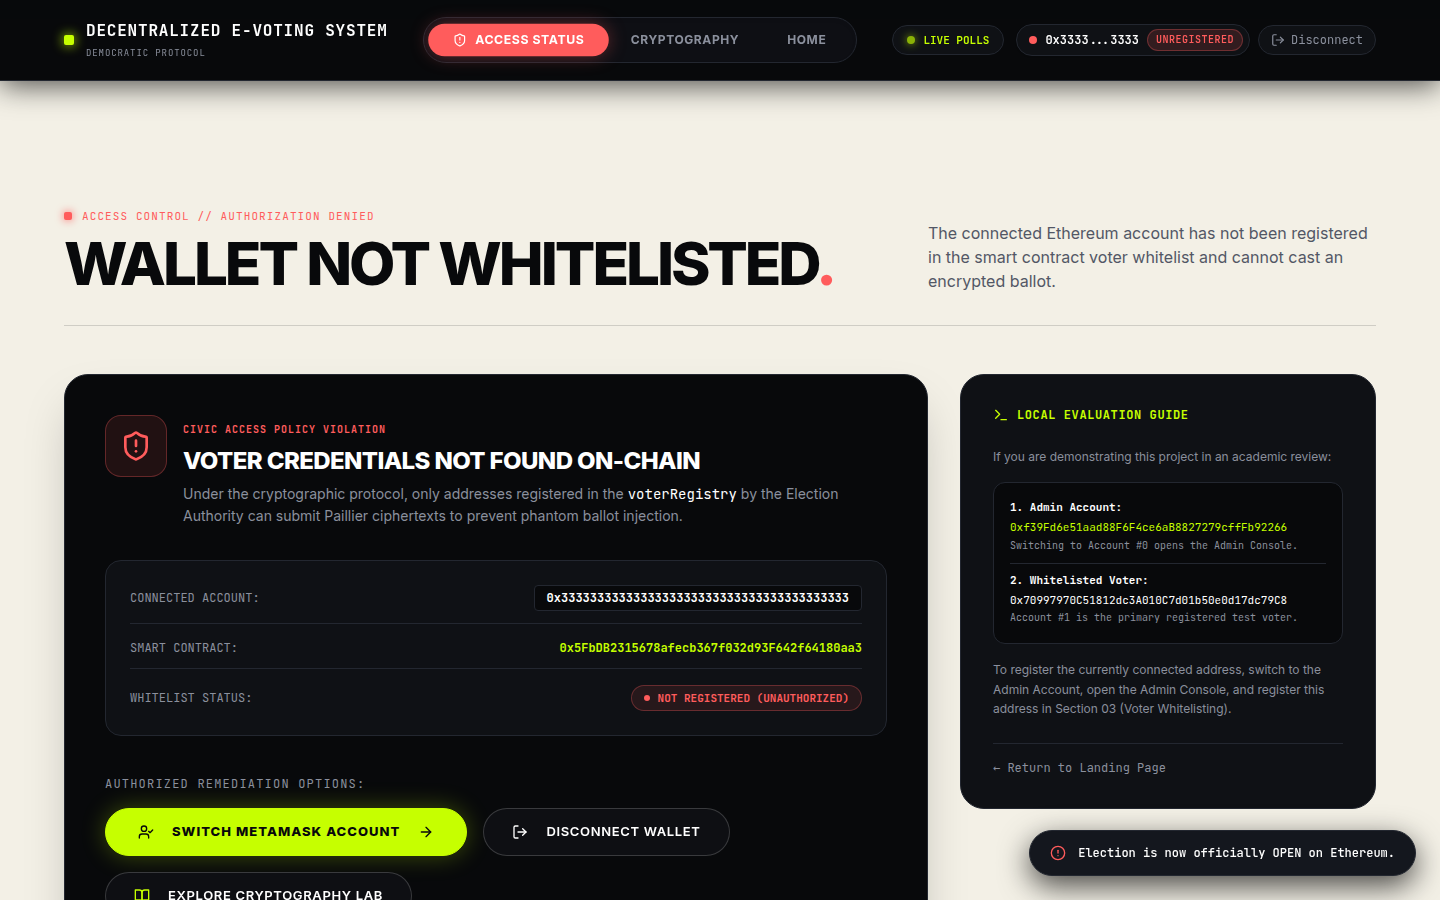 DECENTRALIZED E-VOTING SYSTEM
DEMOCRATIC PROTOCOL
ACCESS STATUS
CRYPTOGRAPHY
HOME
LIVE POLLS
0x3333...3333
UNREGISTERED
Disconnect
ACCESS CONTROL // AUTHORIZATION DENIED
WALLET NOT WHITELISTED.
The connected Ethereum account has not been registered
in the smart contract voter whitelist and cannot cast an
encrypted ballot.
CIVIC ACCESS POLICY VIOLATION
VOTER CREDENTIALS NOT FOUND ON-CHAIN
Under the cryptographic protocol, only addresses registered in the voterRegistry by the Election
Authority can submit Paillier ciphertexts to prevent phantom ballot injection.
CONNECTED ACCOUNT:
0x3333333333333333333333333333333333333333
SMART CONTRACT:
0x5FbDB2315678afecb367f032d93F642f64180aa3
WHITELIST STATUS:
NOT REGISTERED (UNAUTHORIZED)
AUTHORIZED REMEDIATION OPTIONS:
SWITCH METAMASK ACCOUNT
DISCONNECT WALLET
EXPLORE CRYPTOGRAPHY LAB
LOCAL EVALUATION GUIDE
If you are demonstrating this project in an academic review:
1. Admin Account:
0xf39Fd6e51aad88F6F4ce6aB8827279cffFb92266
Switching to Account #0 opens the Admin Console.
2. Whitelisted Voter:
0x70997970C51812dc3A010C7d01b50e0d17dc79C8
Account #1 is the primary registered test voter.
To register the currently connected address, switch to the
Admin Account, open the Admin Console, and register this
address in Section 03 (Voter Whitelisting).
← Return to Landing Page
Election is now officially OPEN on Ethereum.